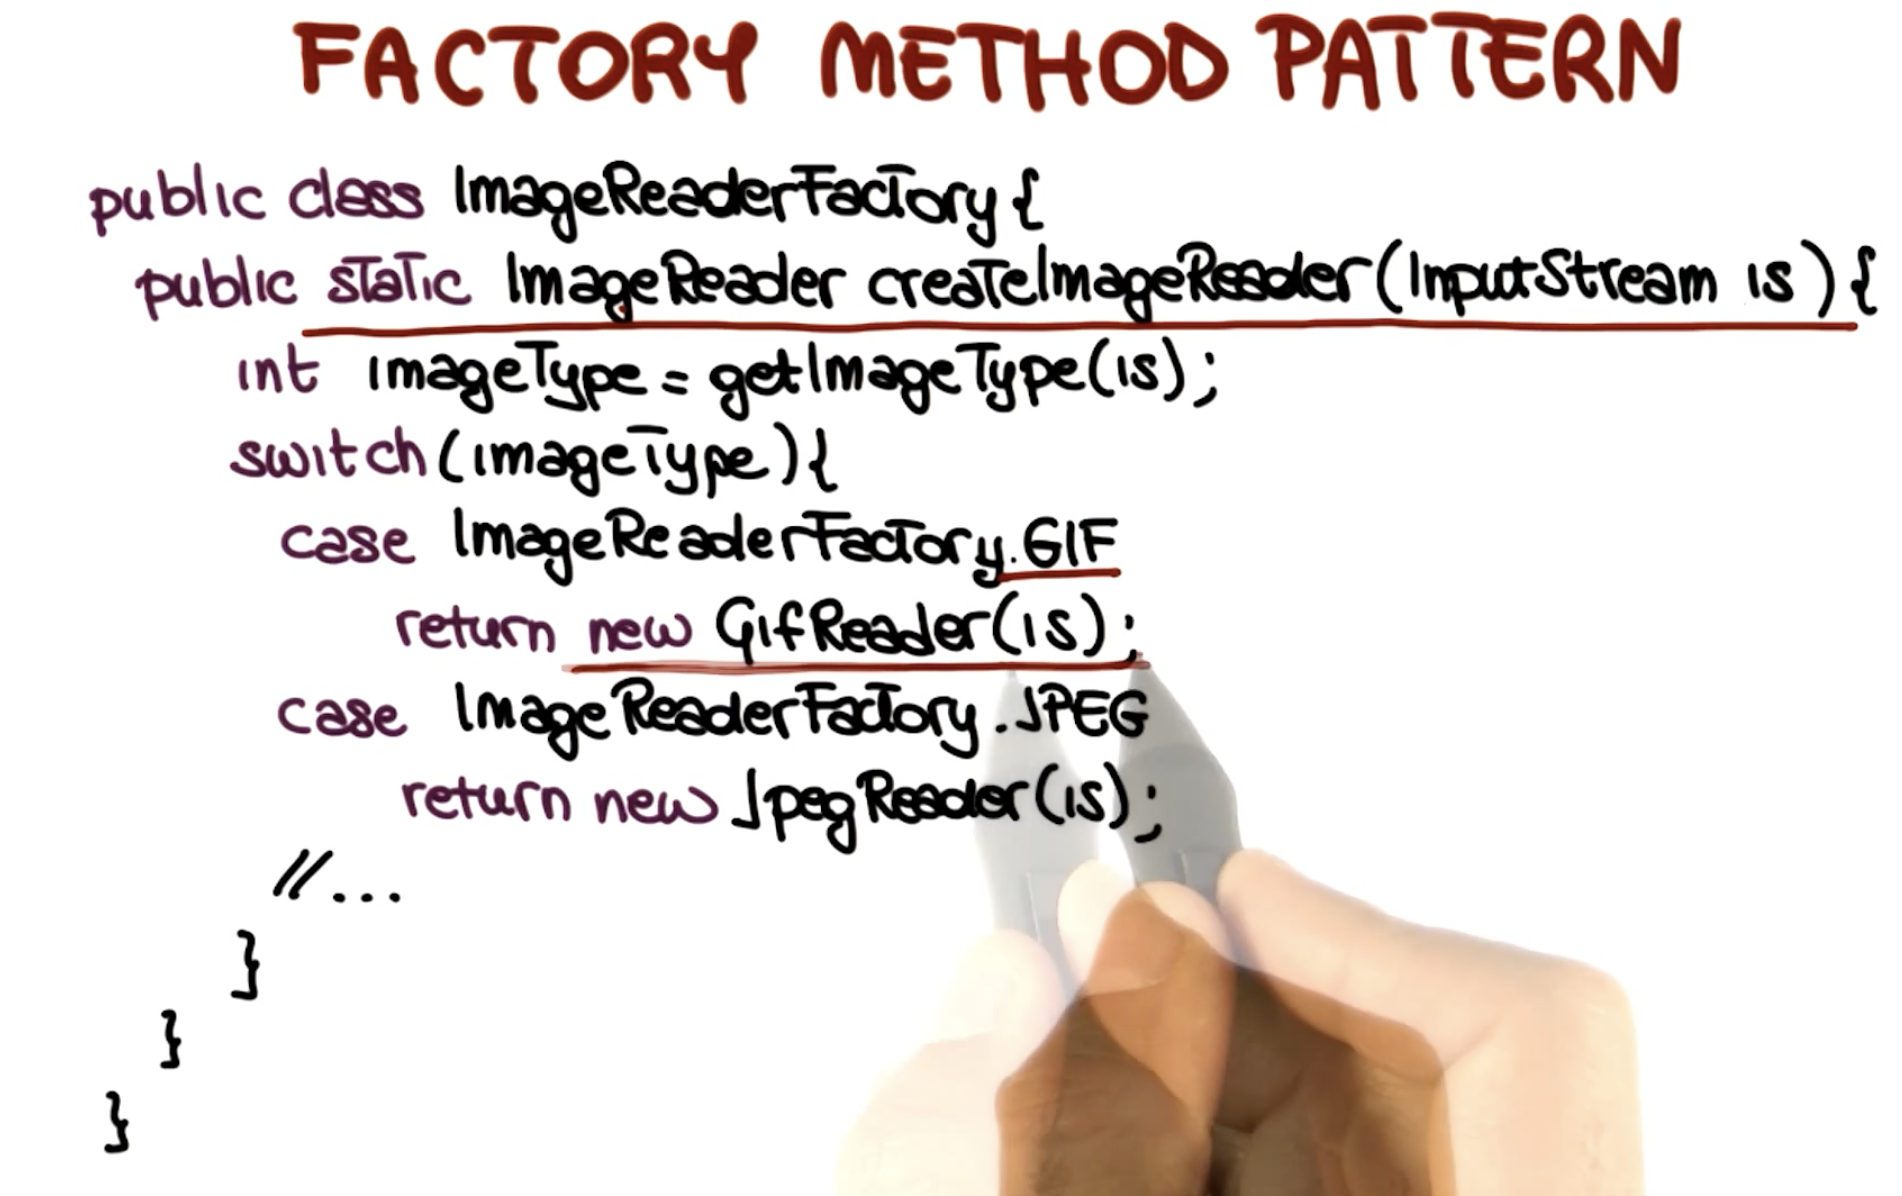 FACTORY METHOD PATTERN
public class ImageReaderFactory{
public static ImageReader createImageReader(InputStream is){
int imageType = getImageType(is);
switch(imageType){
case ImageReaderFactory.GIF
return new GifReader(is);
case ImageReaderFactory.JPEG
return new JpegReader(is);
//...
}
}
}